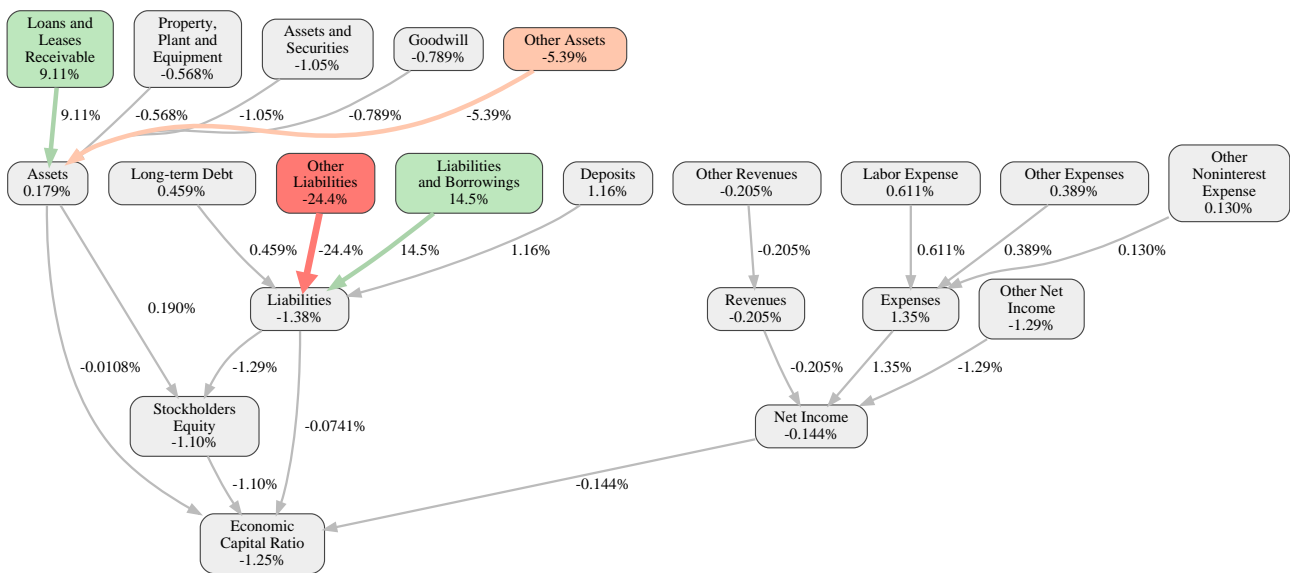 Loans and
Leases
Receivable
9.11%
Property,
Plant and
Equipment
-0.568%
Assets and
Securities
-1.05%
Goodwill
-0.789%
Other Assets
-5.39%
9.11%
-0.568%
-1.05%
-0.789%
-5.39%
Assets
0.179%
Long-term Debt
0.459%
Other
Liabilities
-24.4%
Liabilities
and Borrowings
14.5%
Deposits
1.16%
Other Revenues
-0.205%
Labor Expense
0.611%
Other Expenses
0.389%
Other
Noninterest
Expense
0.130%
0.459%
-24.4%
14.5%
1.16%
-0.205%
0.611%
0.389%
0.130%
Liabilities
-1.38%
Revenues
-0.205%
Expenses
1.35%
Other Net
Income
-1.29%
0.190%
-0.0108%
-1.29%
-0.0741%
-0.205%
1.35%
-1.29%
Stockholders
Equity
-1.10%
Net Income
-0.144%
-1.10%
-0.144%
Economic
Capital Ratio
-1.25%